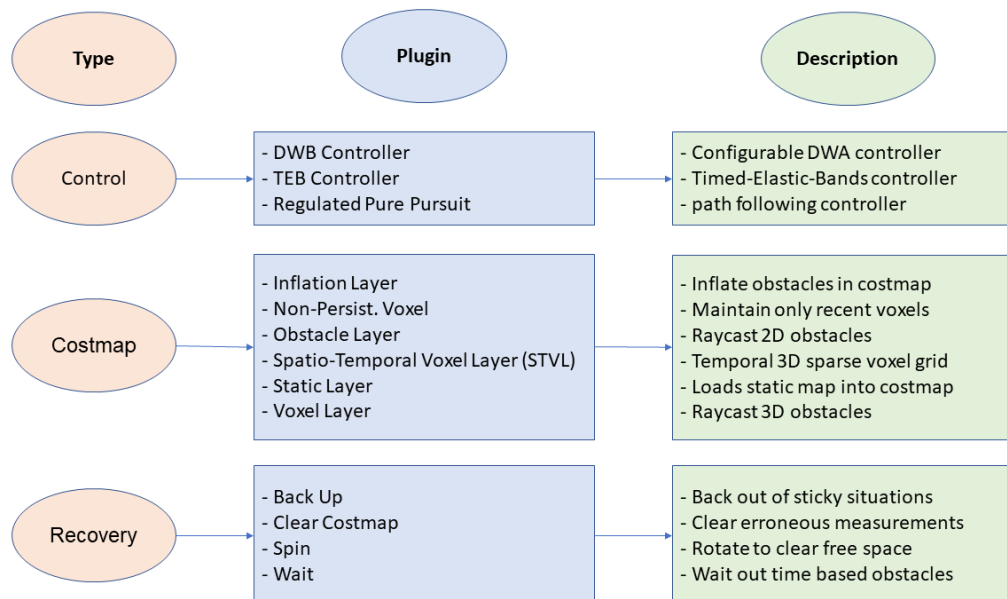 Type
Plugin
Description
Control
- DWB Controller
- TEB Controller
- Regulated Pure Pursuit
- Configurable DWA controller
- Timed-Elastic-Bands controller
- path following controller
Costmap
- Inflation Layer
- Non-Persist. Voxel
- Obstacle Layer
- Spatio-Temporal Voxel Layer (STVL)
- Static Layer
- Voxel Layer
- Inflate obstacles in costmap
- Maintain only recent voxels
- Raycast 2D obstacles
- Temporal 3D sparse voxel grid
- Loads static map into costmap
- Raycast 3D obstacles
Recovery
- Back Up
- Clear Costmap
- Spin
- Wait
- Back out of sticky situations
- Clear erroneous measurements
- Rotate to clear free space
- Wait out time based obstacles